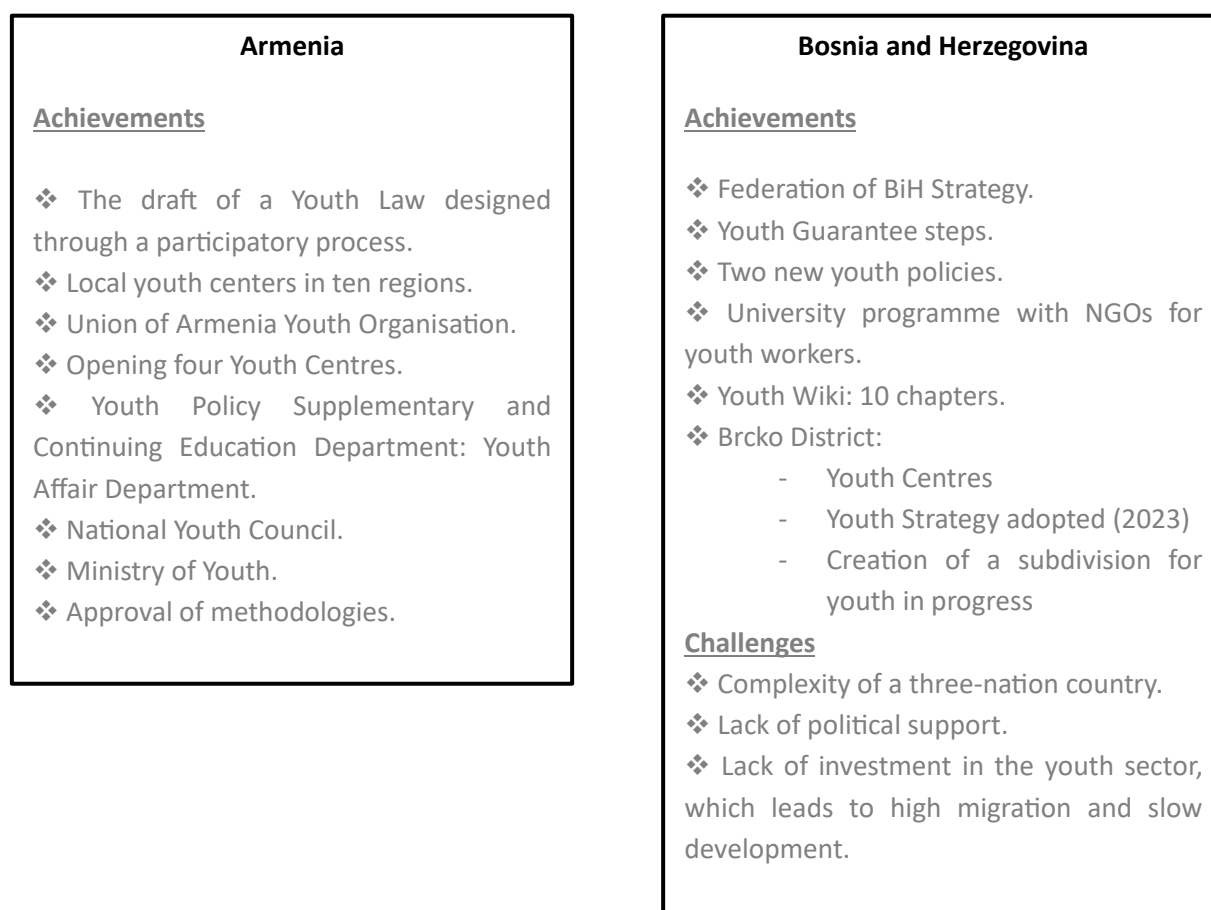 Armenia
Achievements
❖ The draft of a Youth Law designed
through a participatory process.
❖ Local youth centers in ten regions.
❖ Union of Armenia Youth Organisation.
❖ Opening four Youth Centres.
❖ Youth Policy Supplementary and
Continuing Education Department: Youth
Affair Department.
❖ National Youth Council.
❖ Ministry of Youth.
❖ Approval of methodologies.
Bosnia and Herzegovina
Achievements
❖ Federation of BiH Strategy.
❖ Youth Guarantee steps.
❖ Two new youth policies.
❖ University programme with NGOs for
youth workers.
❖ Youth Wiki: 10 chapters.
❖ Brcko District:
- Youth Centres
- Youth Strategy adopted (2023)
- Creation of a subdivision for
youth in progress
Challenges
❖ Complexity of a three-nation country.
❖ Lack of political support.
❖ Lack of investment in the youth sector,
which leads to high migration and slow
development.